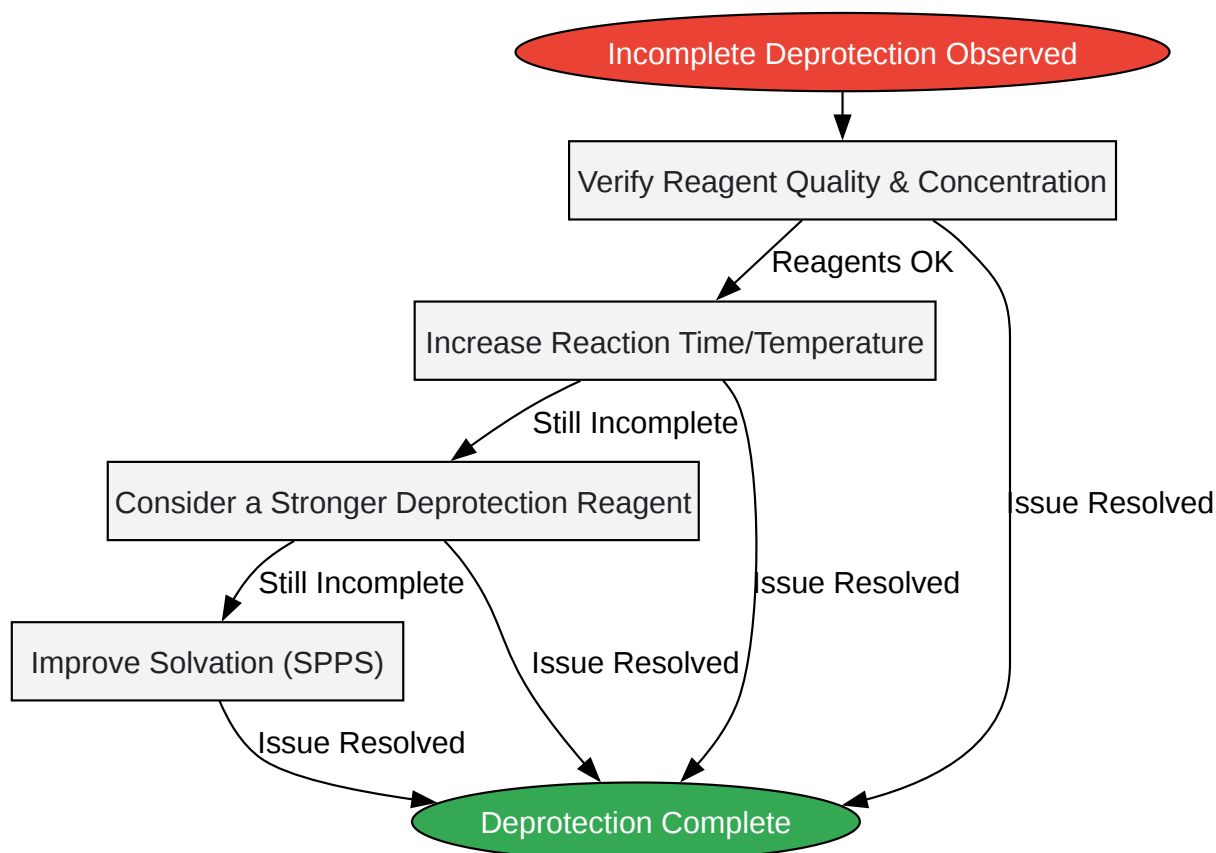 Incomplete Deprotection Observed
Verify Reagent Quality & Concentration
Reagents OK
Increase Reaction Time/Temperature
Still Incomplete
Consider a Stronger Deprotection Reagent
Issue Resolved
Still Incomplete
Issue Resolved
Improve Solvation (SPPS)
Issue Resolved
Issue Resolved
Deprotection Complete